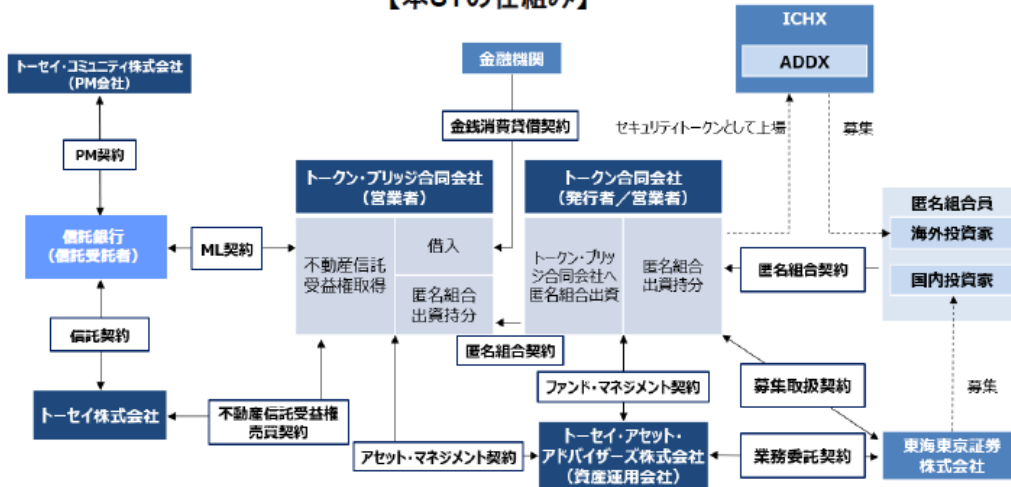 【本STの仕組み】
ICHX
ADDX
金融機関
トーセイ・コミュニティ株式会社
（PM会社）
金銭消費貸借契約
セキュリティトークンとして上場
募集
PM契約
トークン・ブリッジ合同会社
（営業者）
トークン合同会社
（発行者／営業者）
匿名組合員
海外投資家
国内投資家
信託銀行
（信託受託者）
ML契約
不動産信託
受益権取得
借入
匿名組合
出資持分
トークン・ブリッ
ジ合同会社へ
匿名組合出資
匿名組合
出資持分
匿名組合契約
信託契約
匿名組合契約
ファンド・マネジメント契約
募集取扱契約
募集
トーセイ株式会社
不動産信託受益権
売買契約
アセット・マネジメント契約
トーセイ・アセット・
アドバイザーズ株式会社
（資産運用会社）
業務委託契約
東海東京証券
株式会社